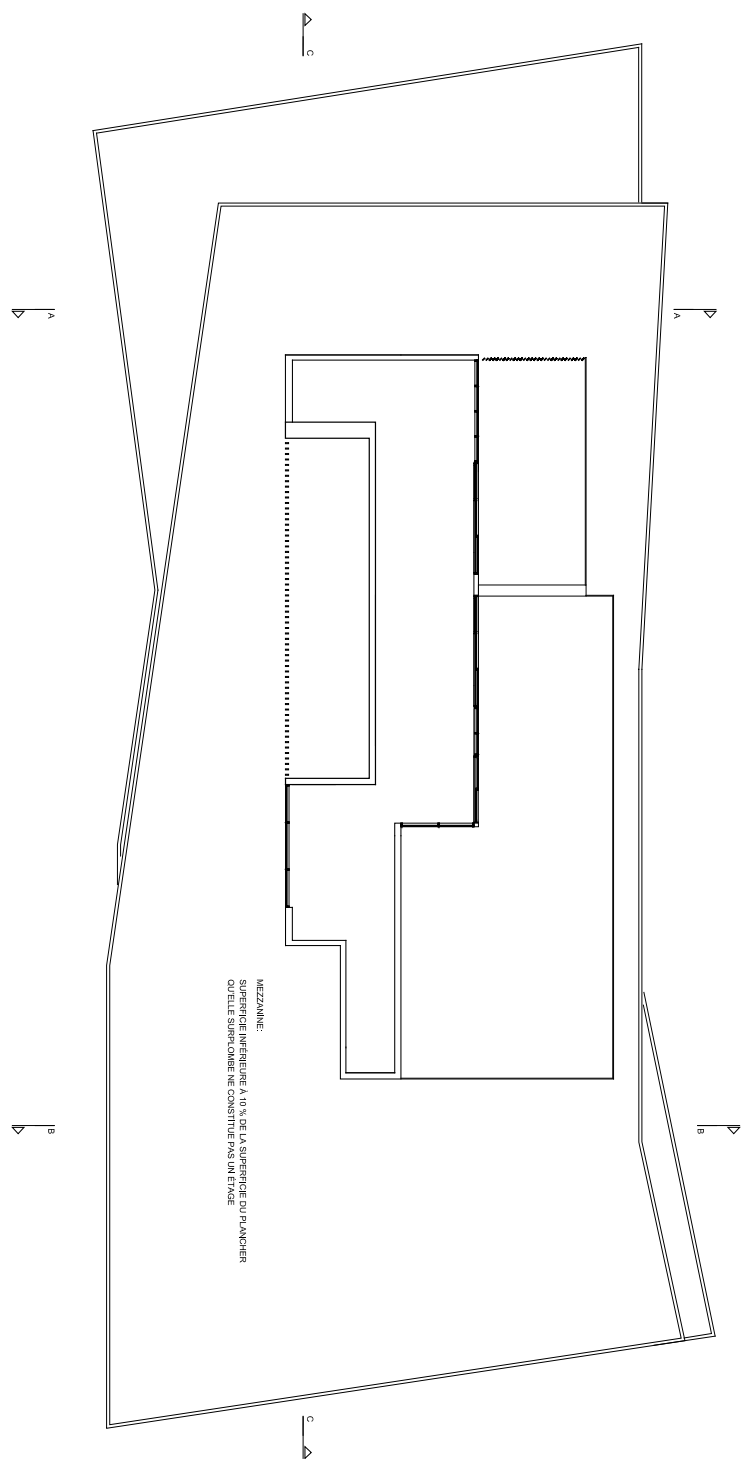 C
A
A
MEZZANINE:
SUPERFICIE INFÉRIEURE À 10 % DE LA SUPERFICIE DU PLANCHER
QU'ELLE SURPLOMBE NE CONSTITUE PAS UN ÉTAGE
B
B
C